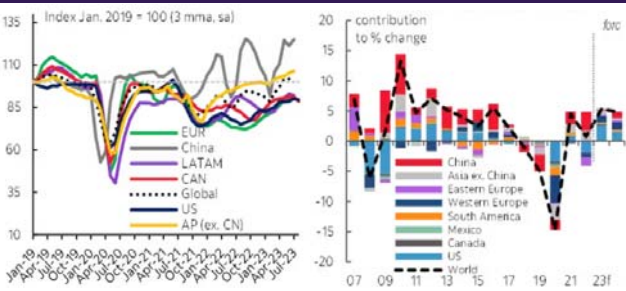 Index Jan. 2019 = 100 (3 mma, sa)
135
110
85
60
35
10
EUR
China
LATAM
CAN
Global
US
AP (ex. CN)
Jan-19
Apr-19
Jul-19
Oct-19
Jan-20
Apr-20
Jul-20
Oct-20
Jan-21
Apr-21
Jul-21
Oct-21
Jan-22
Apr-22
Jul-22
Oct-22
Jan-23
Apr-23
Jul-23
contribution
to % change
forc
20
15
10
5
0
-5
-10
-15
-20
China
Asia ex. China
Eastern Europe
Western Europe
South America
Mexico
Canada
US
World
07 09 11 13 15 17 19 21 23f